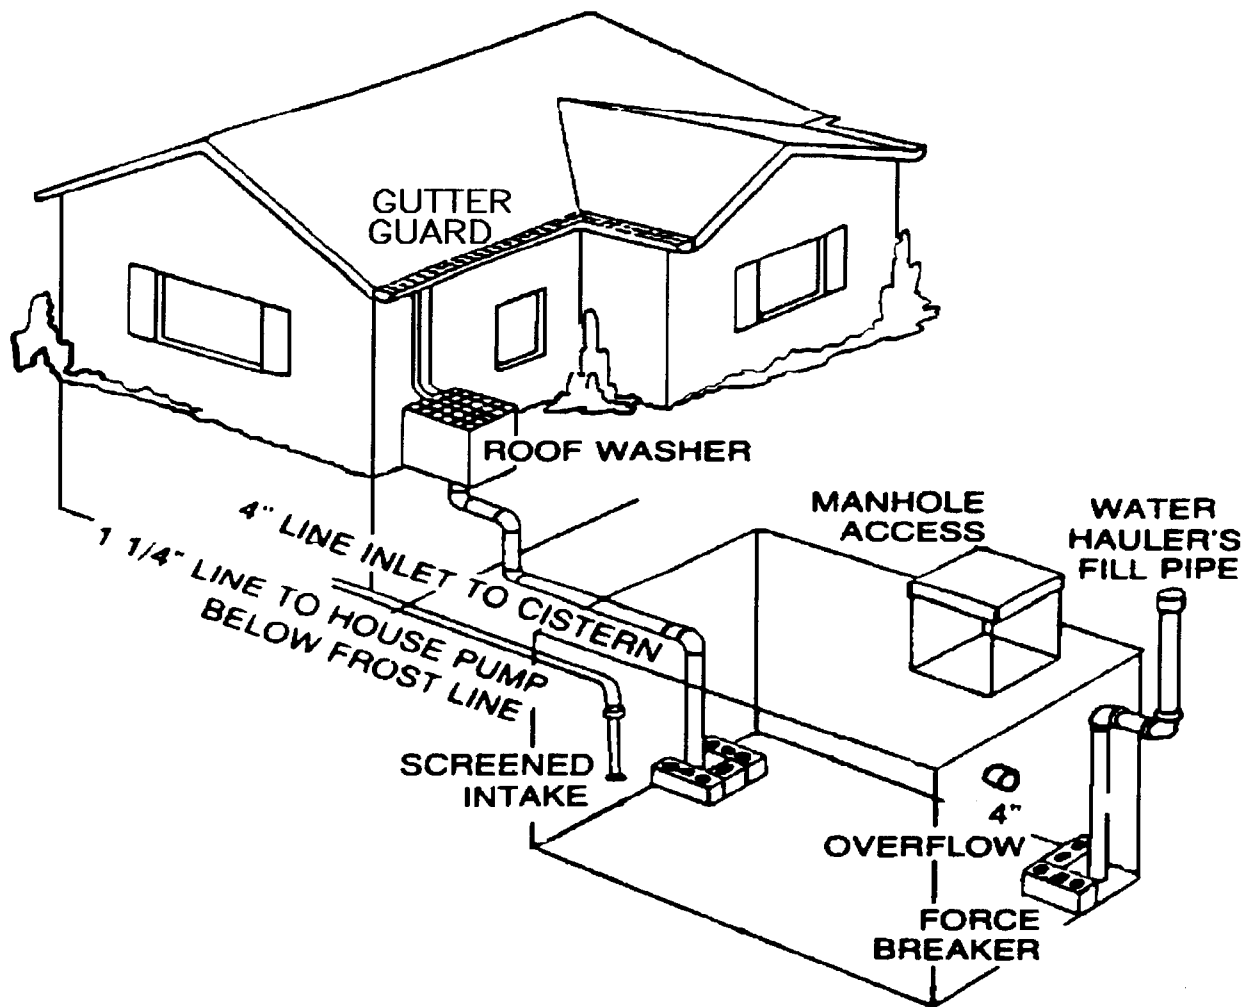 GUTTER
GUARD
ROOF WASHER
4" LINE INLET TO CISTERN
1 1/4" LINE TO HOUSE PUMP
BELOW FROST LINE
MANHOLE
ACCESS
WATER
HAULER'S
FILL PIPE
SCREENED
INTAKE
4"
OVERFLOW
FORCE
BREAKER